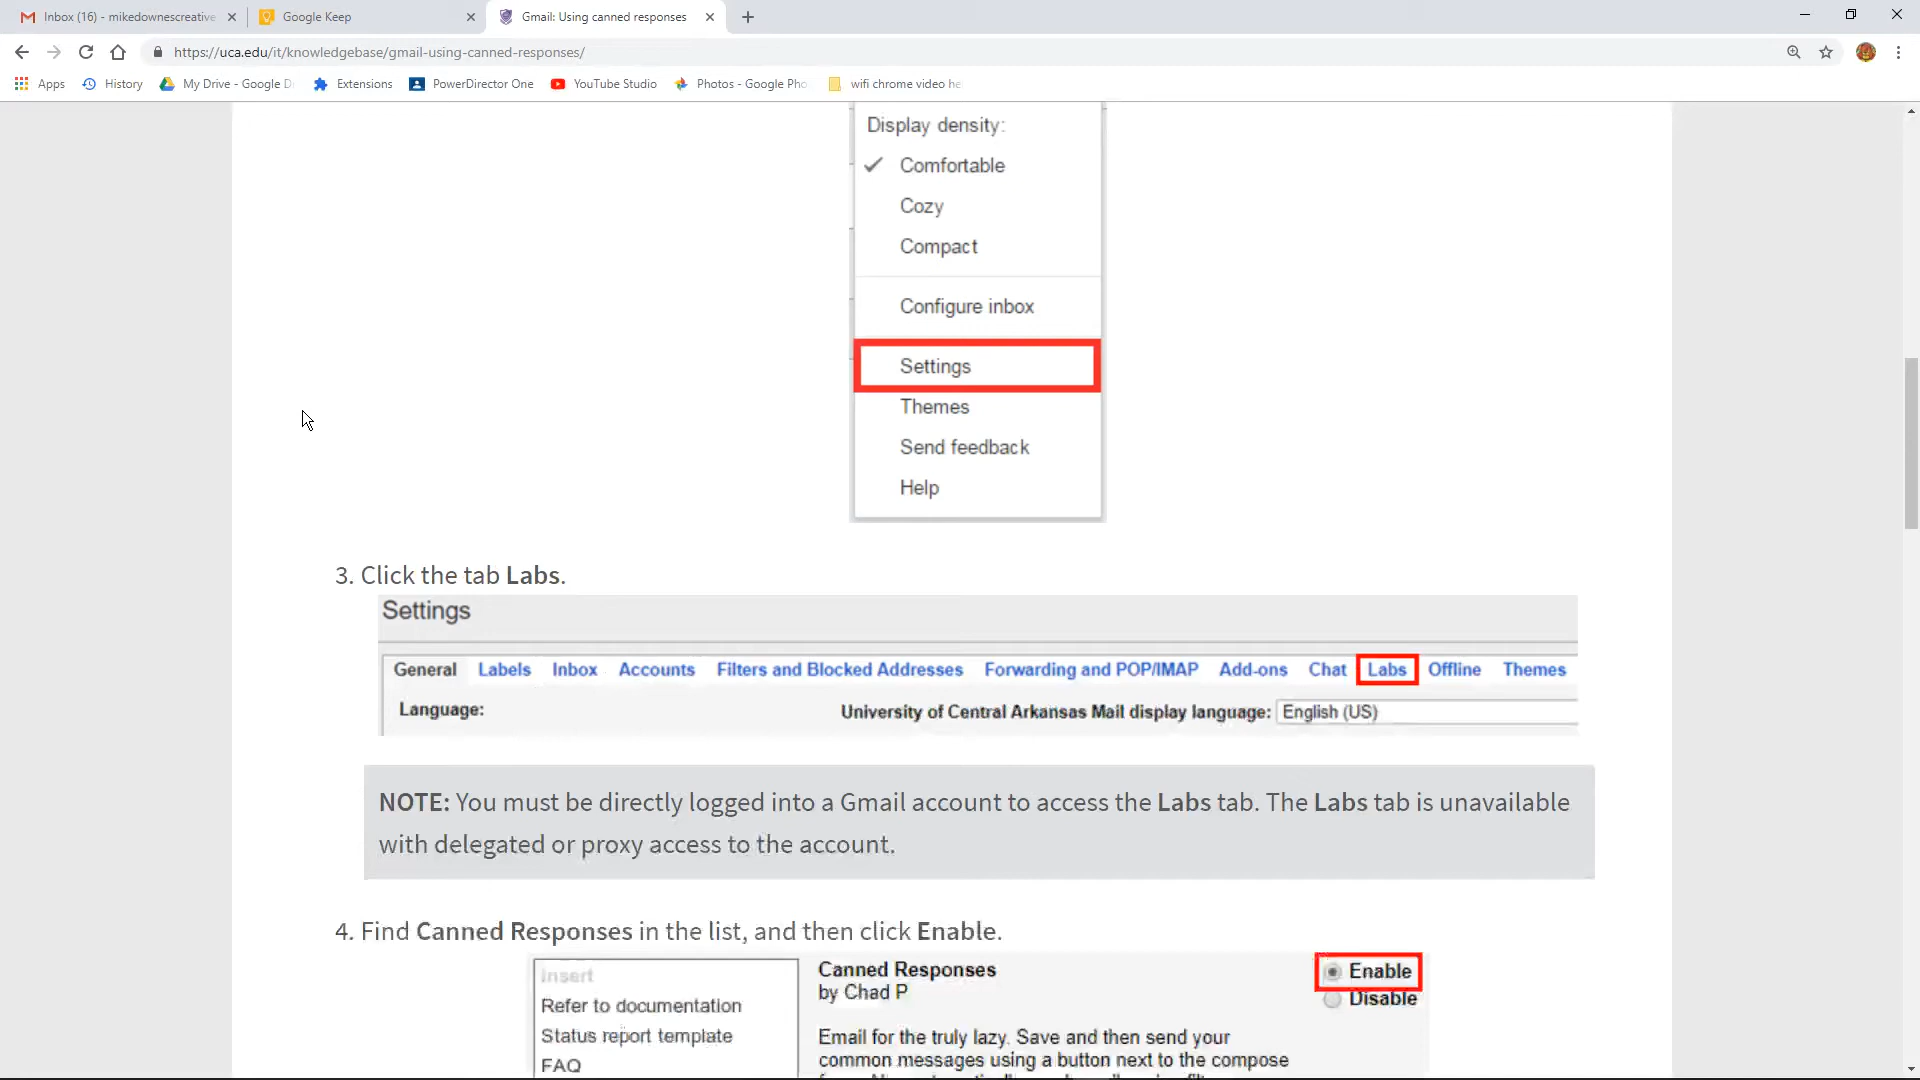 Inbox (16) - mikedownescreative
Google Keep
Gmail: Using canned responses
https://uca.edu/it/knowledgebase/gmail-using-canned-responses/
Apps
History
My Drive - Google D
Extensions
PowerDirector One
YouTube Studio
Photos - Google Pho
wifi chrome video he
Display density:
Comfortable
Cozy
Compact
Configure inbox
Settings
Themes
Send feedback
Help
3. Click the tab Labs.
Settings
General Labels Inbox Accounts Filters and Blocked Addresses Forwarding and POP/IMAP Add-ons Chat Labs Offline Themes
Language: University of Central Arkansas Mail display language: English (US)
NOTE: You must be directly logged into a Gmail account to access the Labs tab. The Labs tab is unavailable
with delegated or proxy access to the account.
4. Find Canned Responses in the list, and then click Enable.
Insert
Refer to documentation
Status report template
FAQ
Canned Responses
by Chad P
Email for the truly lazy. Save and then send your
common messages using a button next to the compose
Enable
Disable